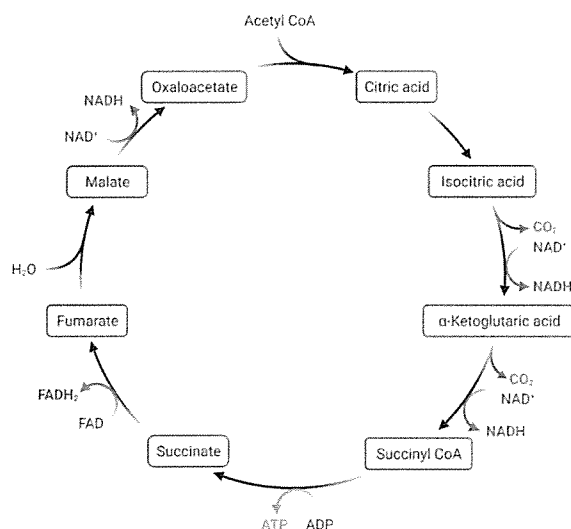 Acetyl CoA
Oxaloacetate
Citric acid
NADH
NAD⁺
Malate
Isocitric acid
CO₂
NAD⁺
NADH
H₂O
Fumarate
α-Ketoglutaric acid
FADH₂
FAD
CO₂
NAD⁺
NADH
Succinate
Succinyl CoA
ATP ADP